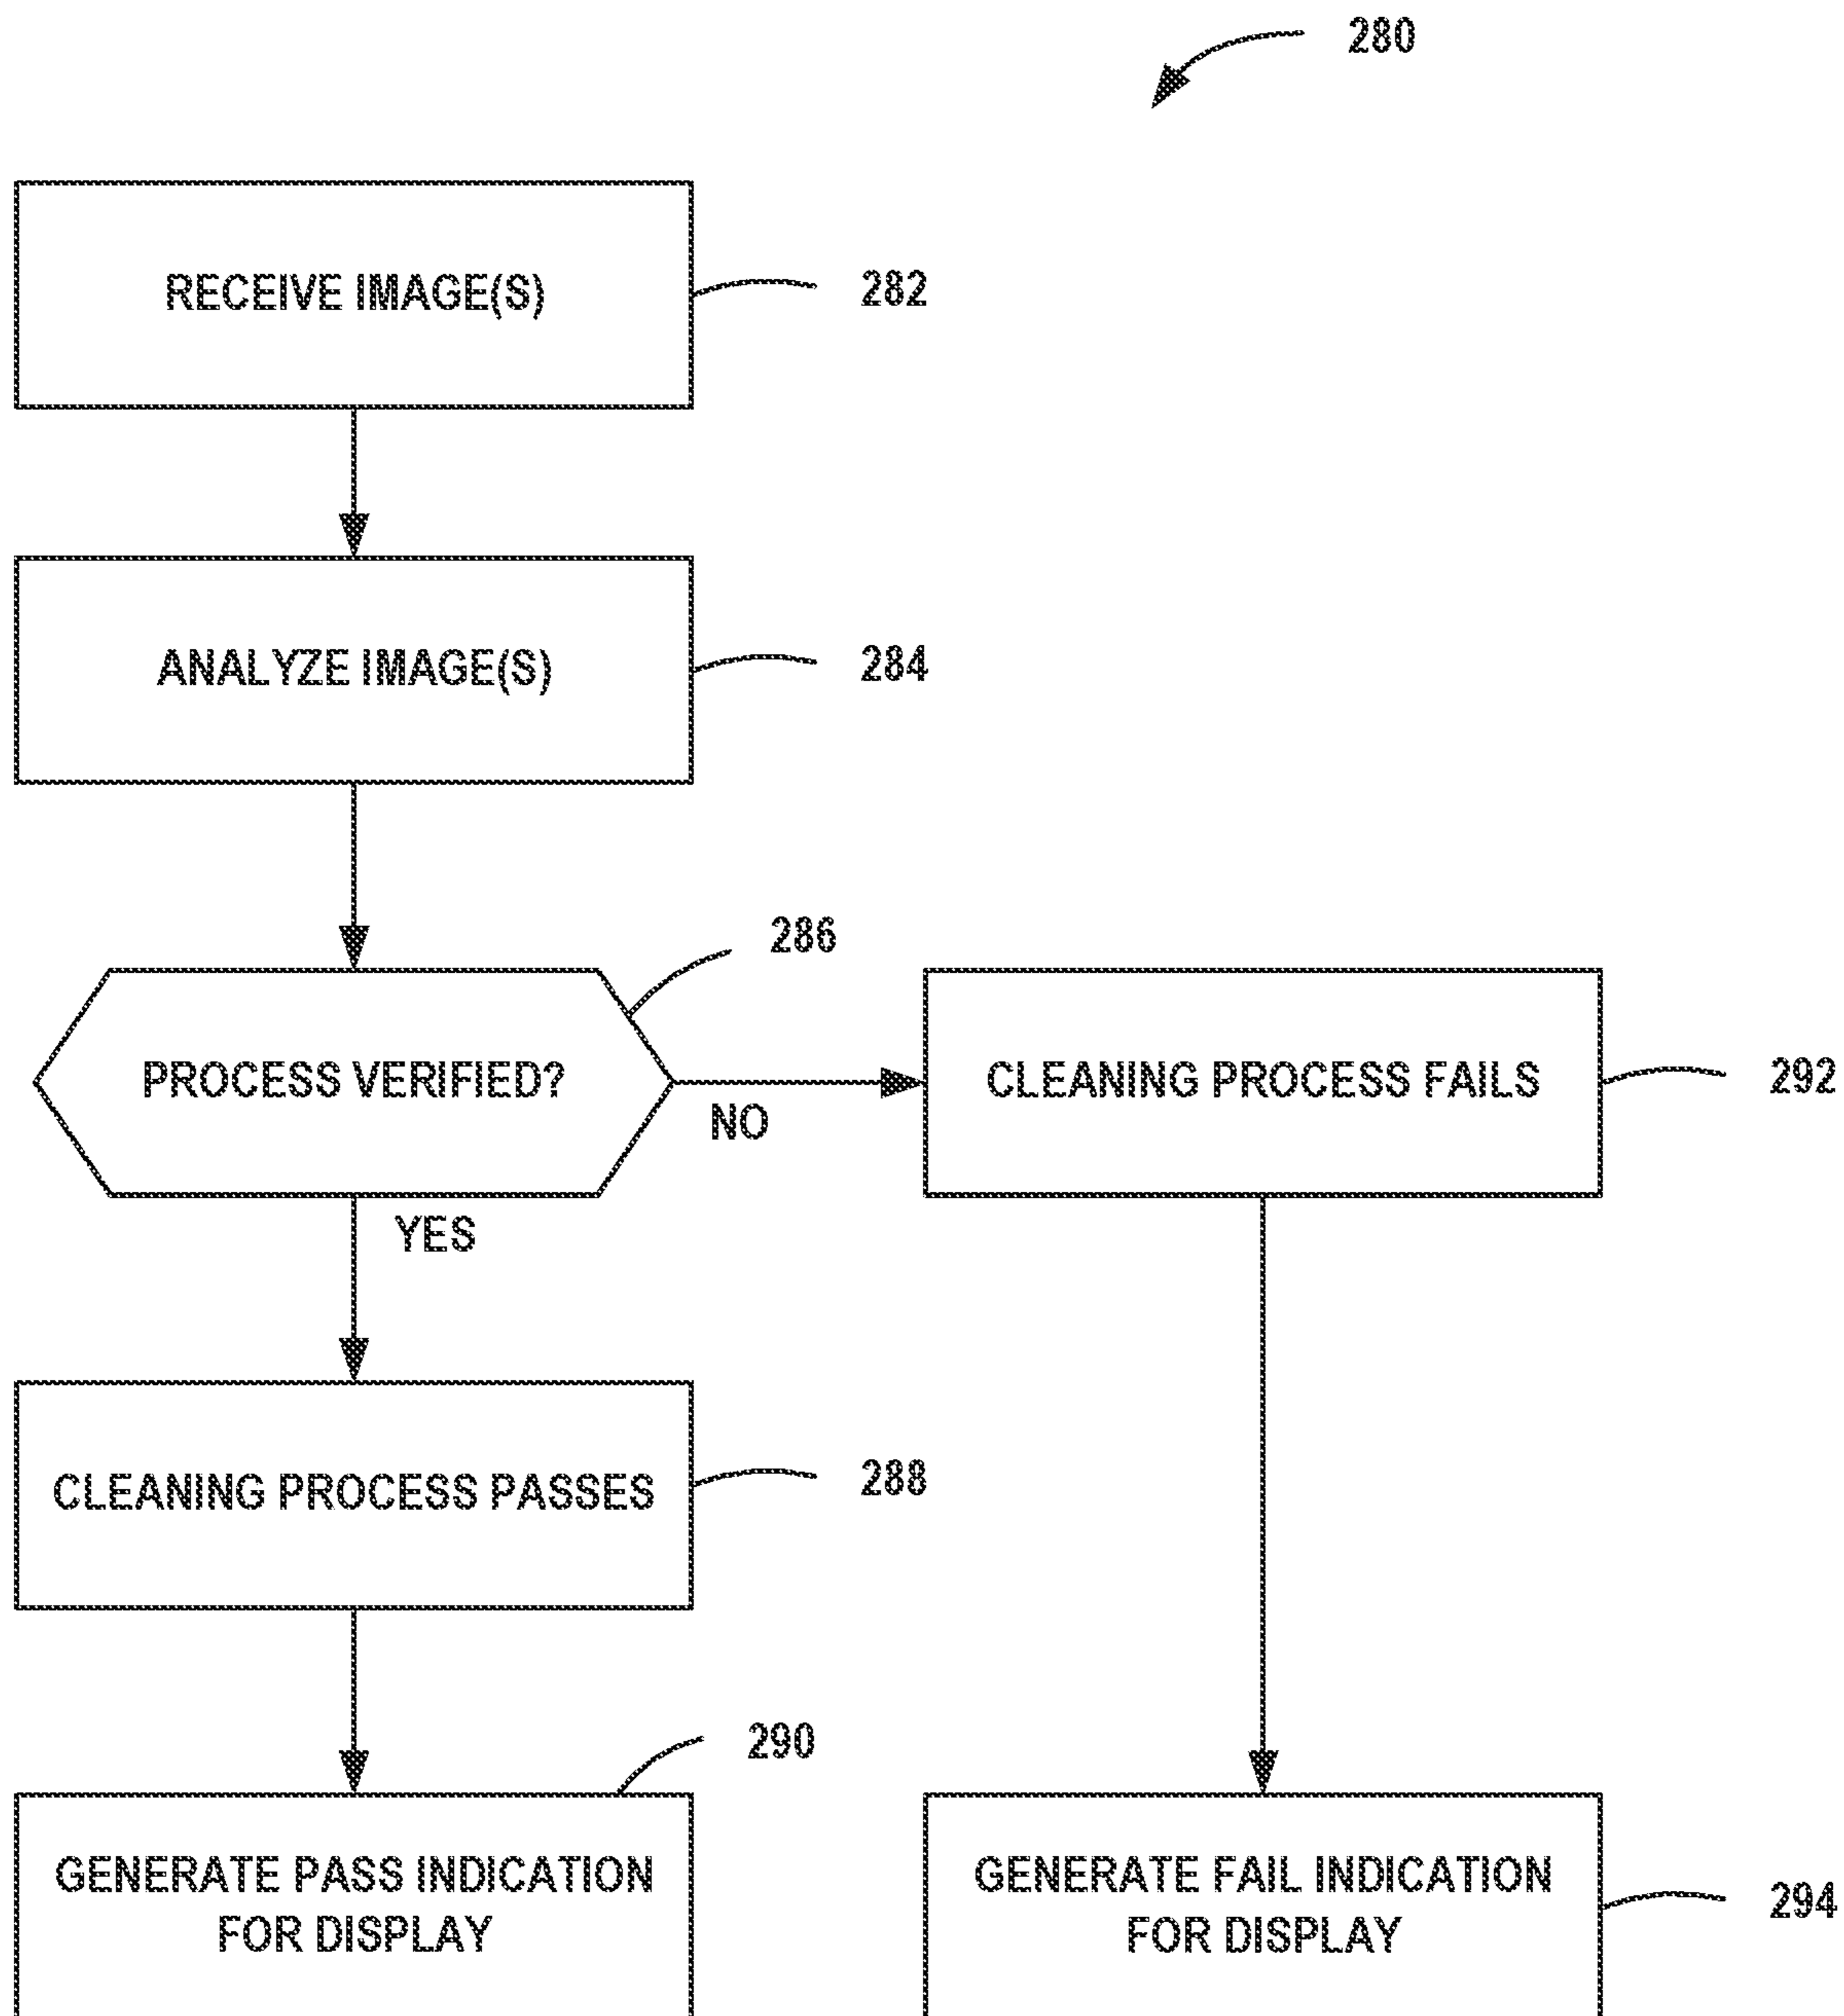 280
RECEIVE IMAGE(S)
282
ANALYZE IMAGE(S)
284
286
PROCESS VERIFIED?
NO
CLEANING PROCESS FAILS
292
YES
CLEANING PROCESS PASSES
288
290
GENERATE PASS INDICATION
FOR DISPLAY
GENERATE FAIL INDICATION
FOR DISPLAY
294